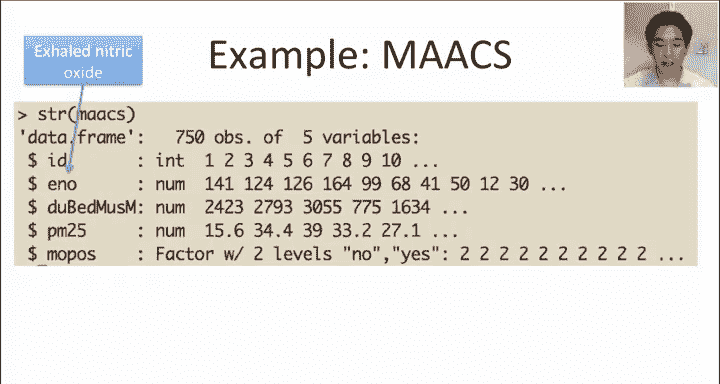 Exhaled nitric
oxide
Example: MAACS
> str(maacs)
'data.frame':   750 obs. of  5 variables:
 $ id      : int  1 2 3 4 5 6 7 8 9 10 ...
 $ eno     : num  141 124 126 164 99 68 41 50 12 30 ...
 $ duBedMusM: num  2423 2793 3055 775 1634 ...
 $ pm25    : num  15.6 34.4 39 33.2 27.1 ...
 $ mopos   : Factor w/ 2 levels "no","yes": 2 2 2 2 2 2 2 2 2 2 ...